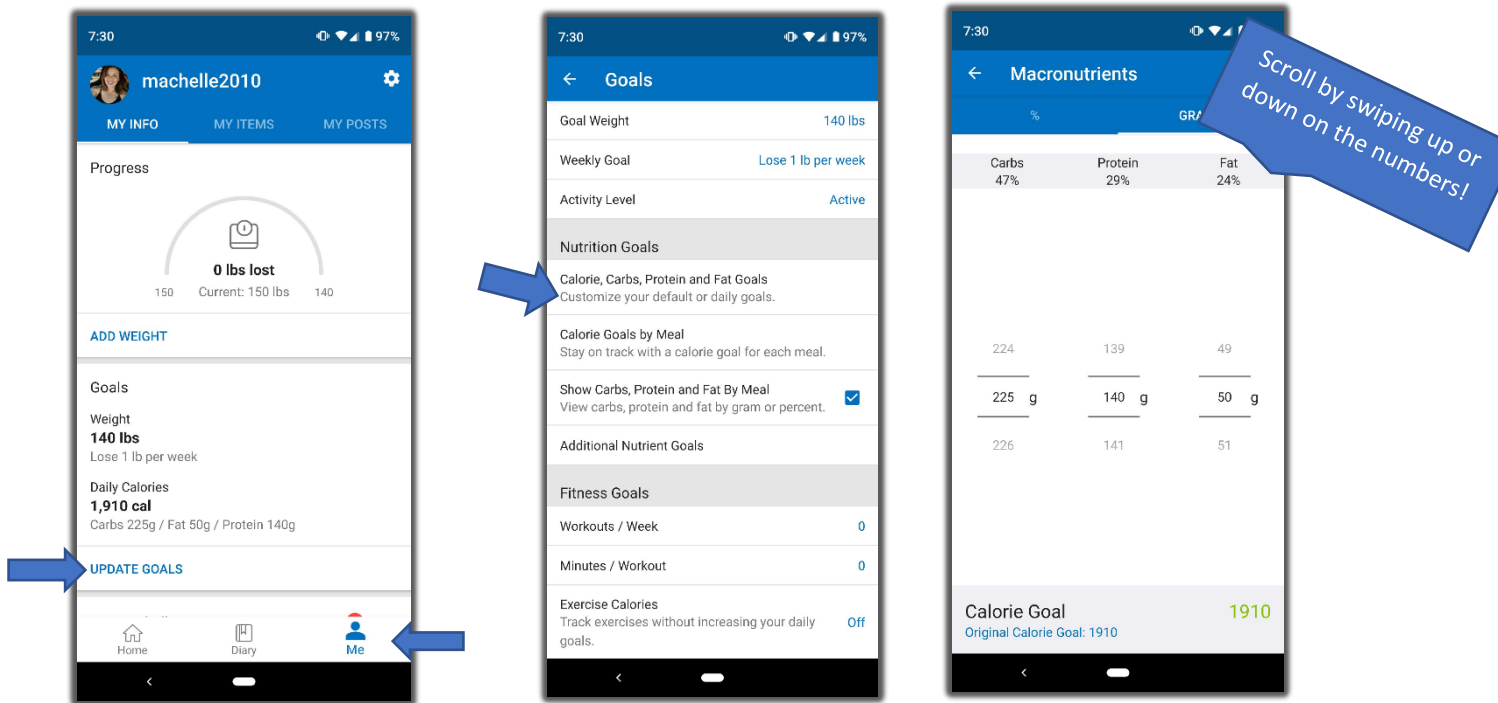 7:30
97%
machelle2010
MY INFO MY ITEMS MY POSTS
Progress
0 lbs lost
150 Current: 150 lbs 140
ADD WEIGHT
Goals
Weight
140 lbs
Lose 1 lb per week
Daily Calories
1,910 cal
Carbs 225g / Fat 50g / Protein 140g
UPDATE GOALS
Home Diary Me
7:30
97%
Goals
Goal Weight 140 lbs
Weekly Goal Lose 1 lb per week
Activity Level Active
Nutrition Goals
Calorie, Carbs, Protein and Fat Goals
Customize your default or daily goals.
Calorie Goals by Meal
Stay on track with a calorie goal for each meal.
Show Carbs, Protein and Fat By Meal
View carbs, protein and fat by gram or percent.
Additional Nutrient Goals
Fitness Goals
Workouts / Week 0
Minutes / Workout 0
Exercise Calories
Track exercises without increasing your daily Off
goals.
7:30
Macronutrients
% GRA
Carbs Protein Fat
47% 29% 24%
224 139 49
225 g 140 g 50 g
226 141 51
Calorie Goal 1910
Original Calorie Goal: 1910
Scroll by swiping up or
down on the numbers!